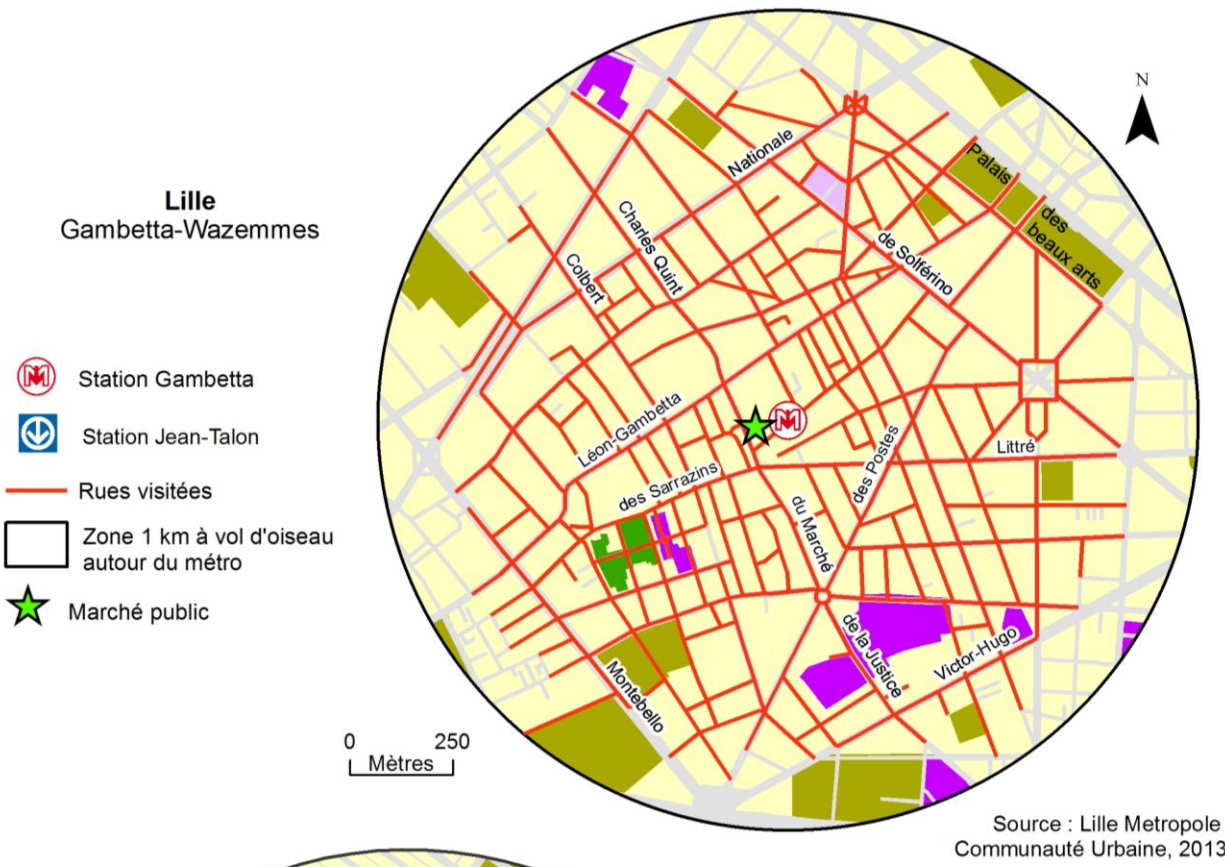 Lille
Gambetta-Wazemmes
Station Gambetta
Station Jean-Talon
Rues visitées
Zone 1 km à vol d'oiseau
autour du métro
Marché public
N
Nationale
Palais
des
beaux arts
Charles Quint
Colbert
de Solférino
Léon-Gambetta
des Sarrazins
des Postes
Littré
du Marché
de la Justice
Victor-Hugo
Montebello
0 250
Mètres
Source : Lille Metropole
Communauté Urbaine, 2013